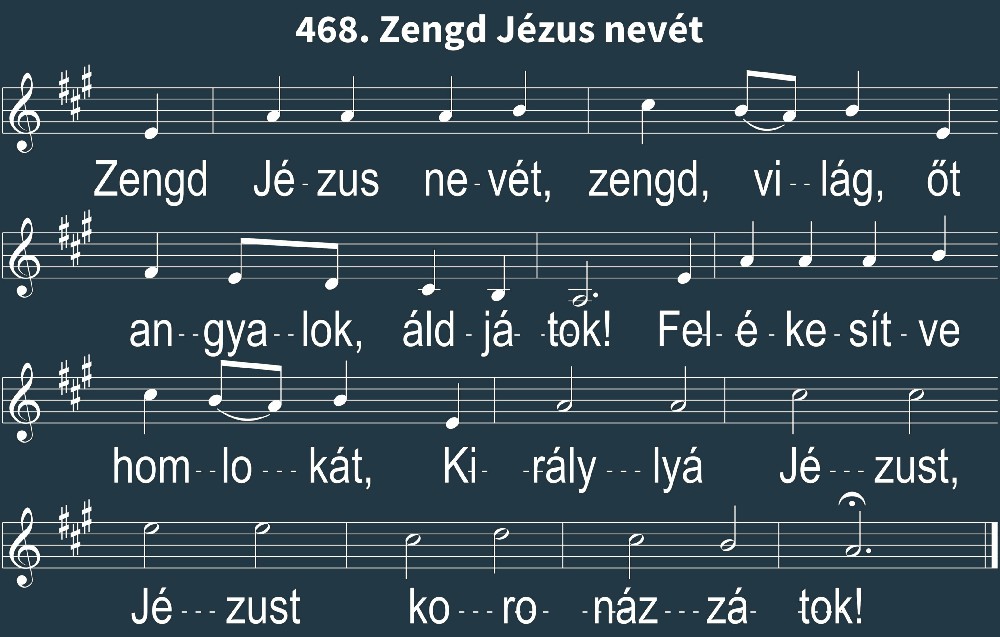 468. Zengd Jézus nevét
Zengd Jé - zus ne - vét, zengd, vi - - lág, őt
an - - gya - - lok, áld - já - tok! Fel - é - ke - sít - ve
hom - - lo - - - kát, Ki - - rály - - - lyá Jé - - - zust,
Jé - - - zust ko - - - ro - - náz - - - zá - tok!